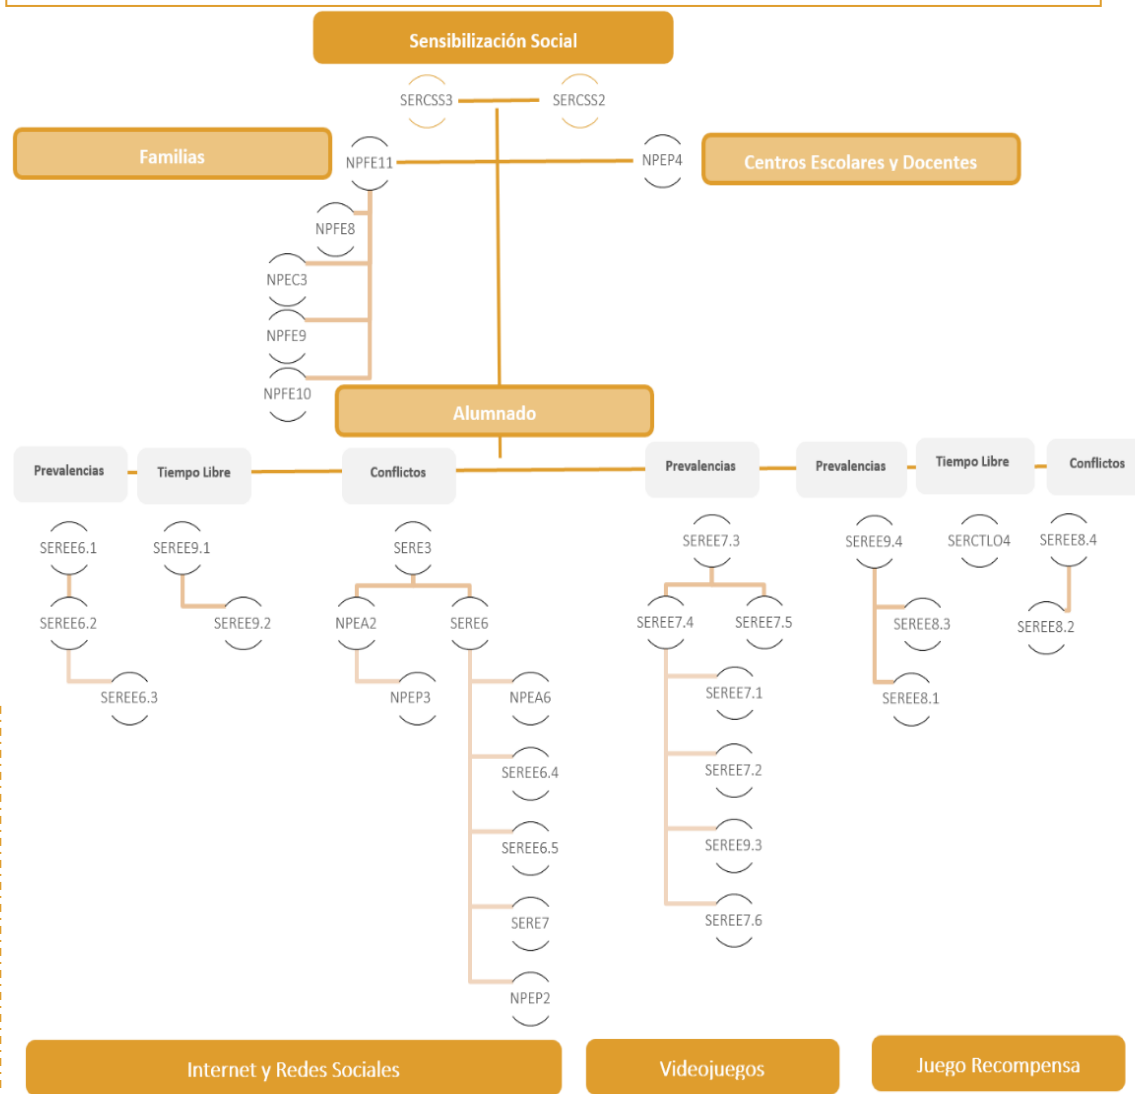 Sensibilización Social
SERCSS3
SERCSS2
Familias
NPFE11
NPEP4
Centros Escolares y Docentes
NPFE8
NPEC3
NPFE9
NPFE10
Alumnado
Prevalencias
Tiempo Libre
Conflictos
Prevalencias
Prevalencias
Tiempo Libre
Conflictos
SEREE6.1
SEREE9.1
SERE3
SEREE7.3
SEREE9.4
SERCTLO4
SEREE8.4
SEREE6.2
SEREE9.2
NPEA2
SERE6
SEREE7.4
SEREE7.5
SEREE8.3
SEREE8.2
SEREE6.3
NPEP3
NPEA6
SEREE7.1
SEREE8.1
SEREE6.4
SEREE7.2
SEREE6.5
SEREE9.3
SERE7
SEREE7.6
NPEP2
Internet y Redes Sociales
Videojuegos
Juego Recompensa